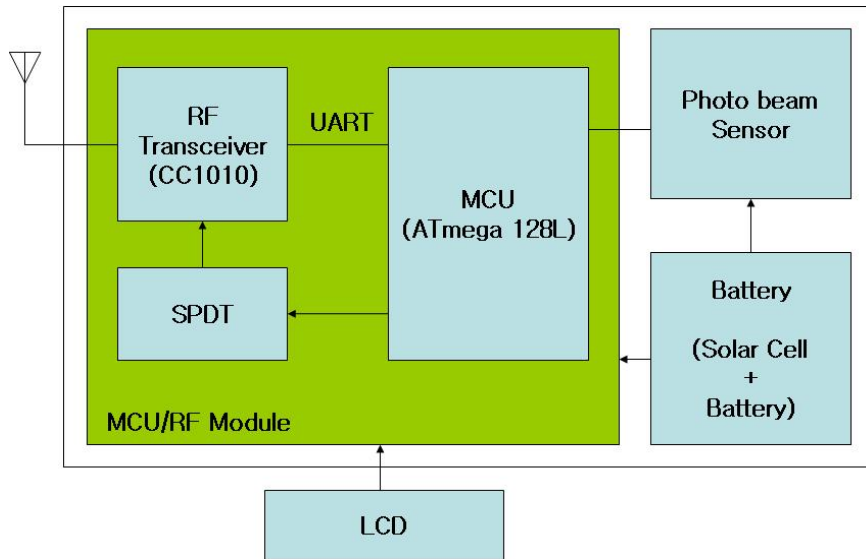 RF
Transceiver
(CC1010)
UART
MCU
(ATmega 128L)
Photo beam
Sensor
SPDT
Battery
(Solar Cell
+
Battery)
MCU/RF Module
LCD